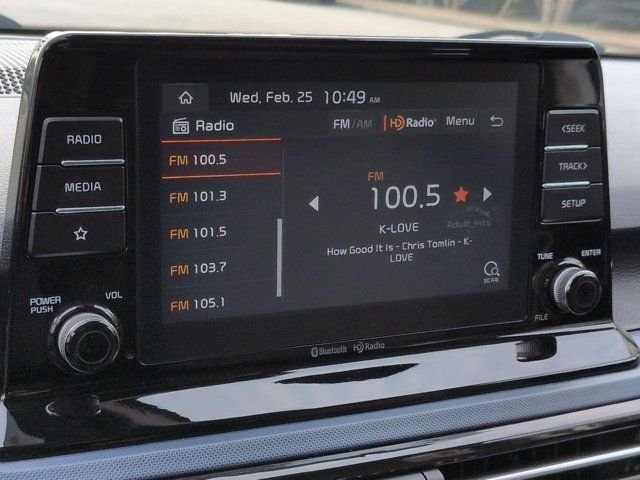 Wed, Feb, 25 10:49 AM
Radio FM/AM HD Radio Menu
FM 100.5
FM 101.3
FM 101.5
FM 103.7
FM 105.1
FM
100.5
K-LOVE
Adult_Hits
How Good It Is - Chris Tomlin - K-
LOVE
SCAN
RADIO
MEDIA
POWER
PUSH
VOL
<SEEK
TRACK>
SETUP
TUNE
ENTER
FILE
Bluetooth HD Radio